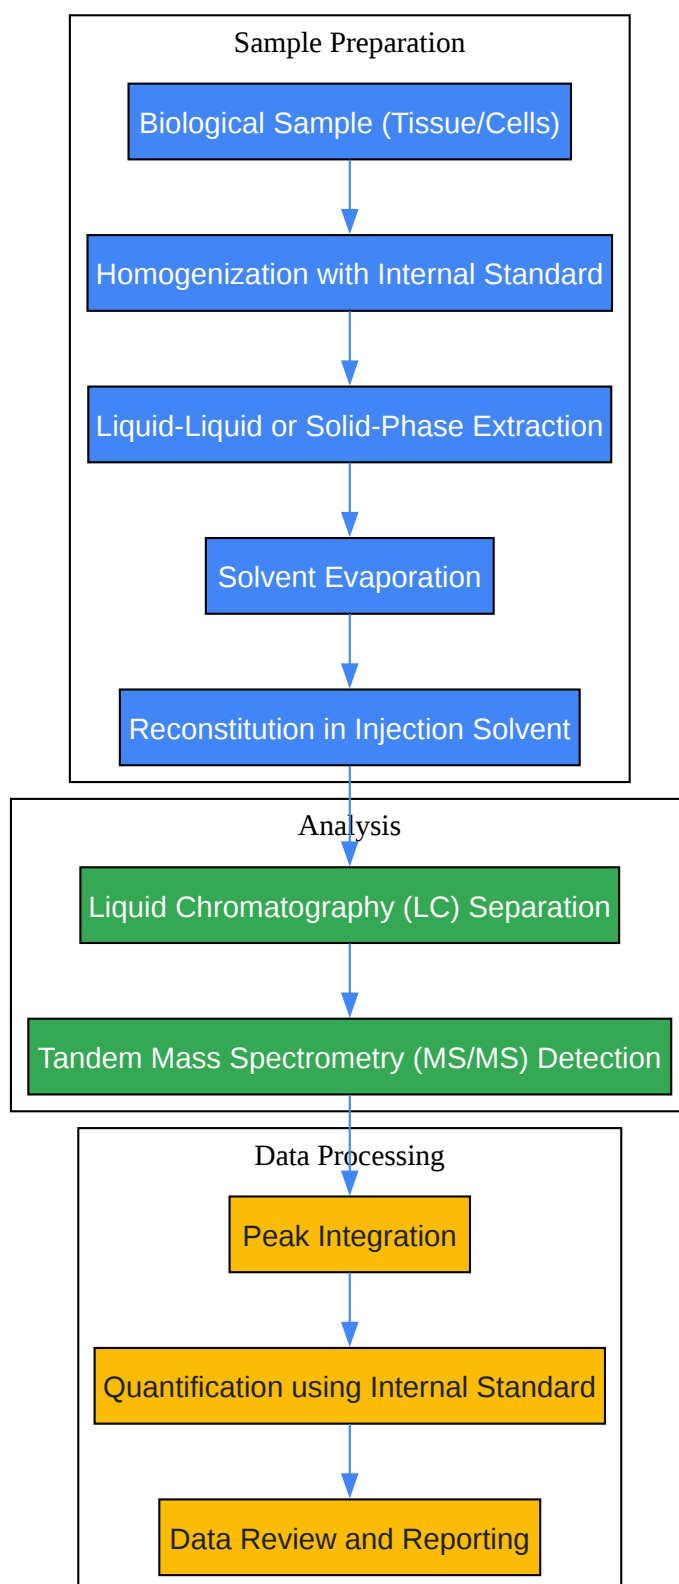 Sample Preparation
Biological Sample (Tissue/Cells)
Homogenization with Internal Standard
Liquid-Liquid or Solid-Phase Extraction
Solvent Evaporation
Reconstitution in Injection Solvent
Analysis
Liquid Chromatography (LC) Separation
Tandem Mass Spectrometry (MS/MS) Detection
Data Processing
Peak Integration
Quantification using Internal Standard
Data Review and Reporting